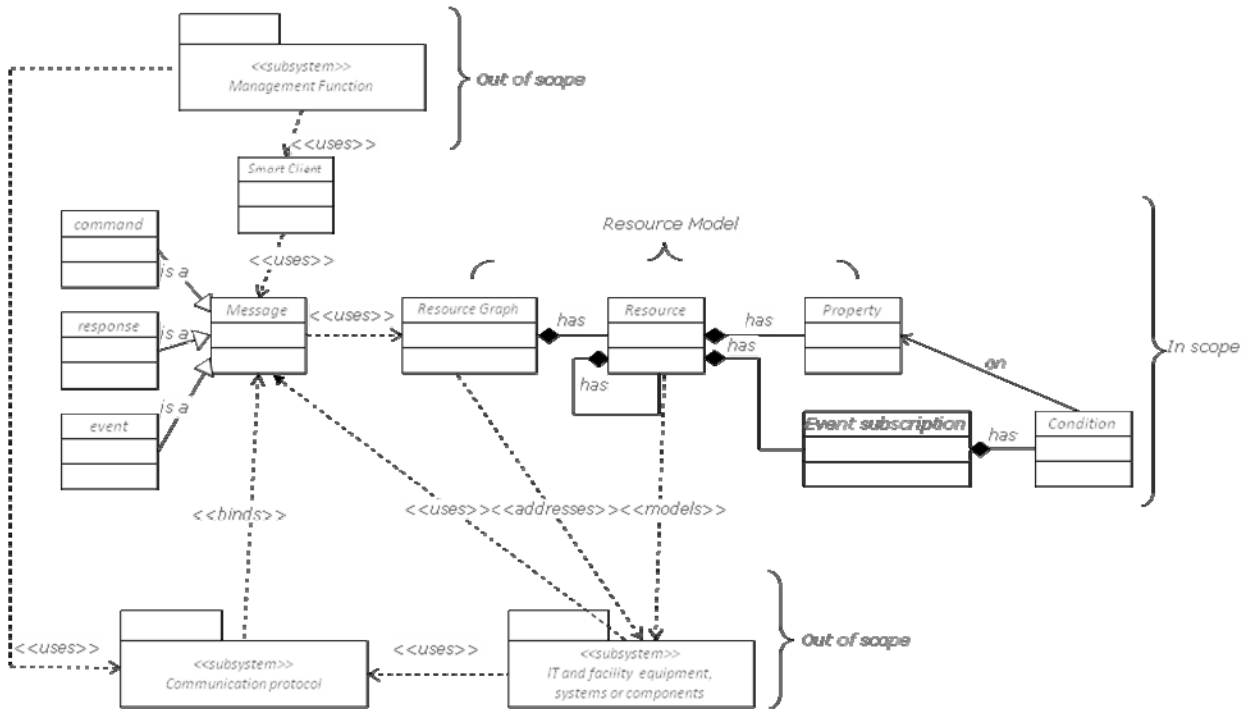 <<subsystem>>
Management Function
Out of scope
<<uses>>
Smart Client
command
Resource Model
<<uses>>
is a
Message
<<uses>>
Resource Graph
has
Resource
has
Property
response
is a
has
In scope
has
on
is a
event
Event subscription
has
Condition
<<binds>>
<<uses>>
<<addresses>>
<<models>>
Out of scope
<<uses>>
<<subsystem>>
Communication protocol
<<uses>>
<<subsystem>>
IT and facility equipment,
systems or components